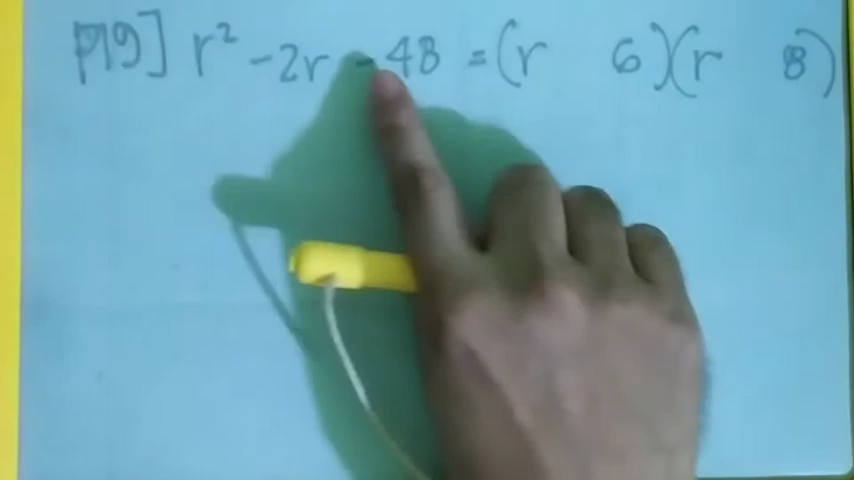 P19] r² - 2r - 48 = (r 6)(r 8)